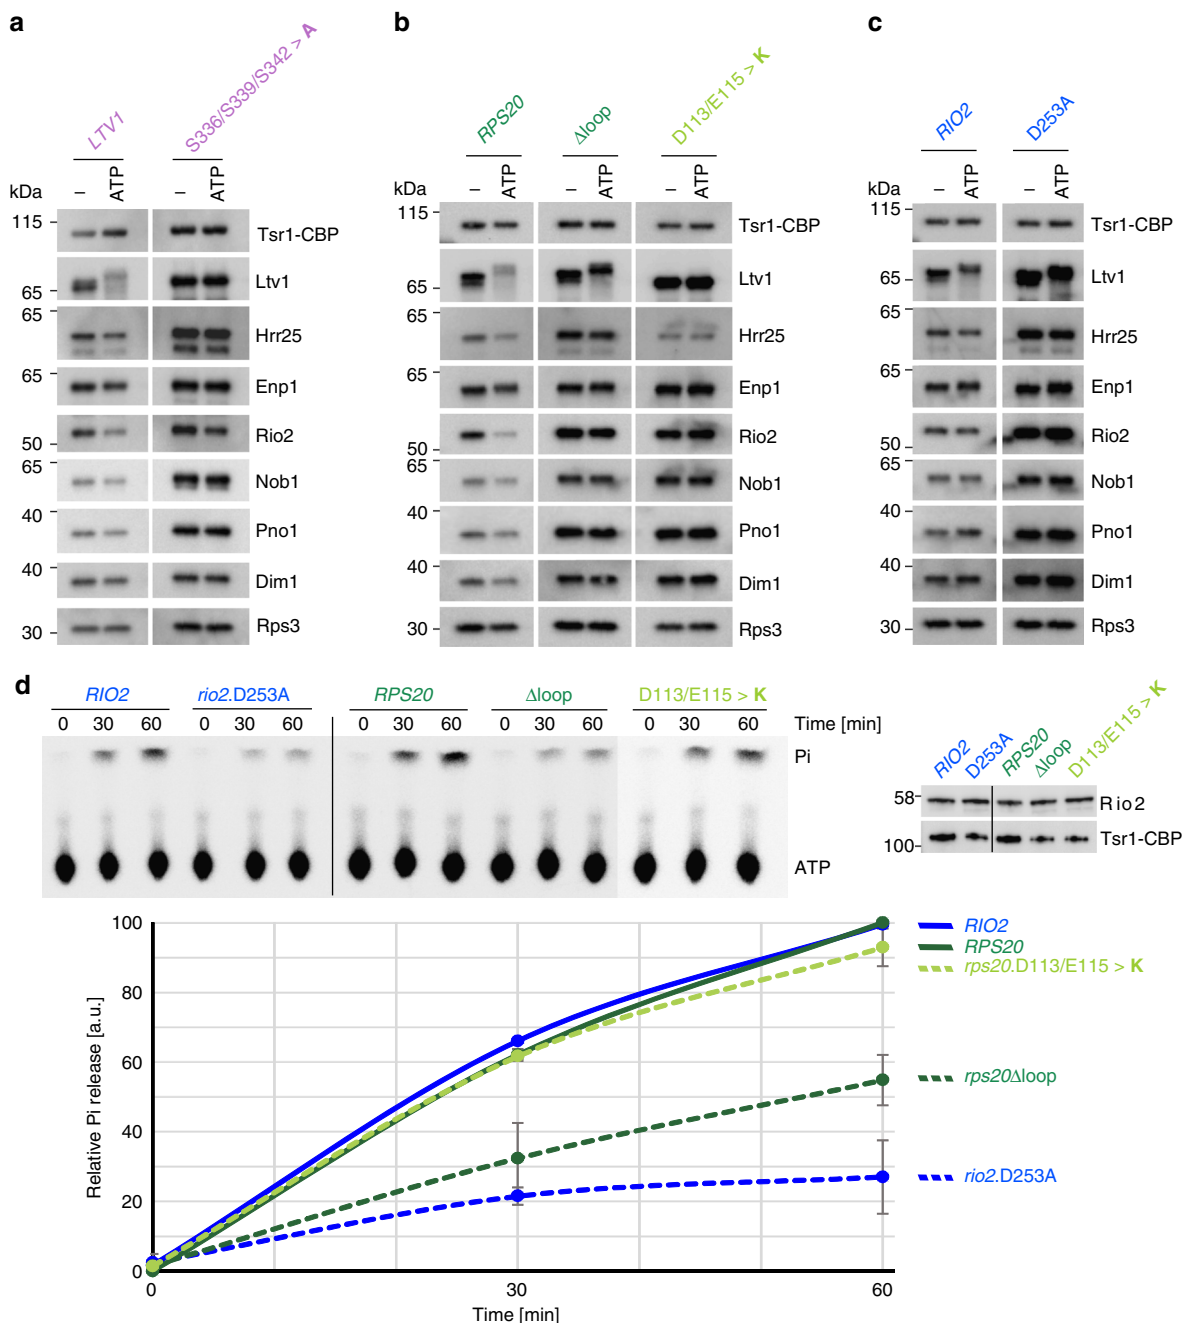 a
LTV1
S336/S339/S342 > A
kDa
–
ATP
–
ATP
115
Tsr1-CBP
65
Ltv1
65
Hrr25
65
Enp1
50
Rio2
65
Nob1
40
Pno1
40
Dim1
30
Rps3
b
RPS20
Δloop
D113/E115 > K
kDa
–
ATP
–
ATP
–
ATP
115
Tsr1-CBP
65
Ltv1
65
Hrr25
65
Enp1
50
Rio2
65
Nob1
40
Pno1
40
Dim1
30
Rps3
c
RIO2
D253A
kDa
–
ATP
–
ATP
115
Tsr1-CBP
65
Ltv1
65
Hrr25
65
Enp1
50
Rio2
65
Nob1
40
Pno1
40
Dim1
30
Rps3
d
RIO2 rio2.D253A RPS20 Δloop D113/E115 > K
0 30 60 0 30 60 0 30 60 0 30 60 0 30 60 Time [min]
Pi
ATP
RIO2 D253A RPS20 Δloop D113/E115 > K
58
Rio2
100
Tsr1-CBP
Relative Pi release [a.u.]
100
80
60
40
20
0
0 30 60
Time [min]
RIO2
RPS20
rps20.D113/E115 > K
rps20Δloop
rio2.D253A